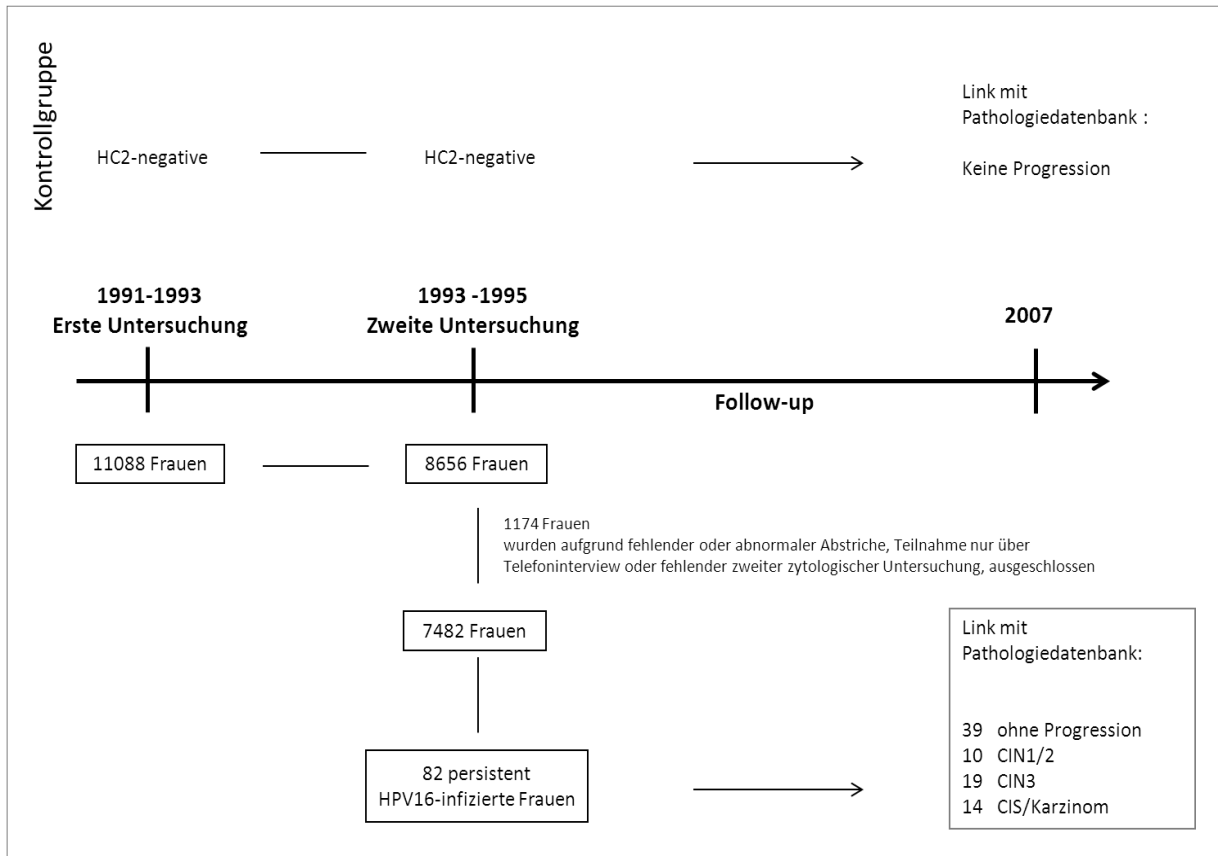 Kontrollgruppe
HC2-negative
HC2-negative
Link mit
Pathologiedatenbank :
Keine Progression
1991-1993
Erste Untersuchung
1993 -1995
Zweite Untersuchung
2007
Follow-up
11088 Frauen
8656 Frauen
1174 Frauen
wurden aufgrund fehlender oder abnormaler Abstriche, Teilnahme nur über
Telefoninterview oder fehlender zweiter zytologischer Untersuchung, ausgeschlossen
7482 Frauen
82 persistent
HPV16-infizierte Frauen
Link mit
Pathologiedatenbank:
39 ohne Progression
10 CIN1/2
19 CIN3
14 CIS/Karzinom